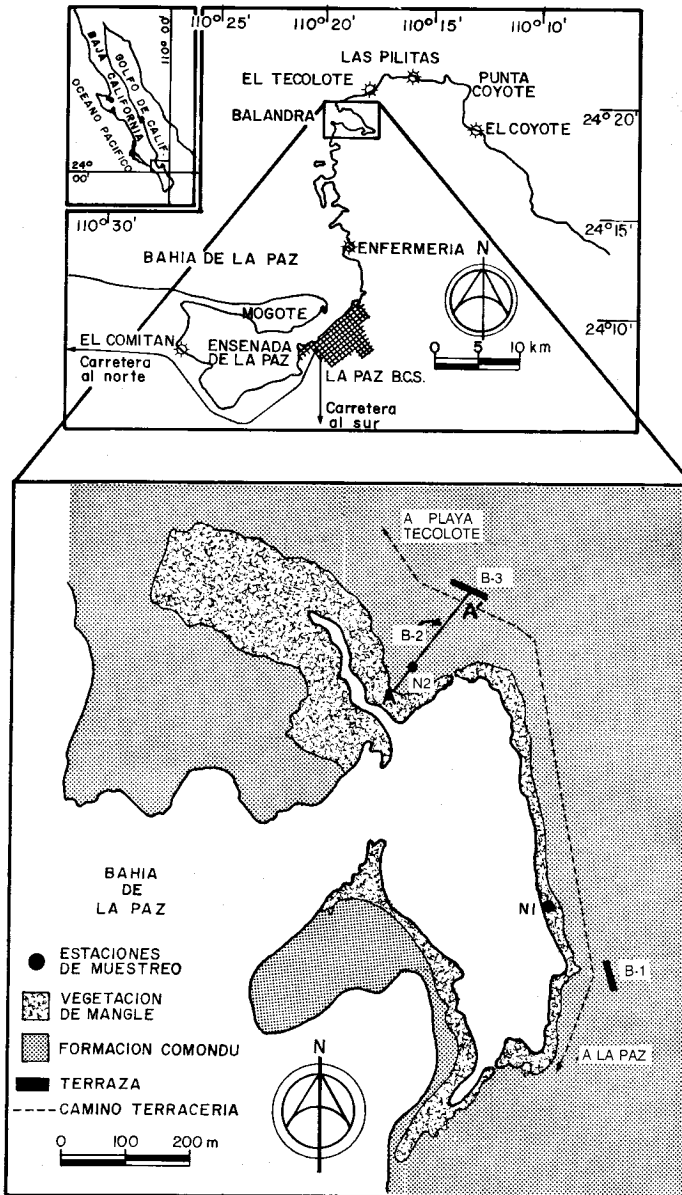 110° 25'
110° 20'
110° 15'
110° 10'
110° 00'
BAJA CALIFORNIA
GOLFO DE CALIF.
OCEANO PACIFICO
24°
00'
LAS PILITAS
EL TECOLOTE
PUNTA
COYOTE
BALANDRA
EL COYOTE
24° 20'
110° 30'
24° 15'
BAHIA DE LA PAZ
ENFERMERIA
N
MOGOTE
24° 10'
EL COMITAN
ENSENADA
DE LA PAZ
0 5 10 km
Carretera
al norte
LA PAZ B.C.S.
Carretera
al sur
A PLAYA
TECOLOTE
B-3
A'
B-2
N2
A
BAHIA
DE
LA PAZ
N1
B-1
ESTACIONES
DE MUESTREO
VEGETACION
DE MANGLE
FORMACION COMONDU
N
A LA PAZ
TERRAZA
CAMINO TERRACERIA
0 100 200 m